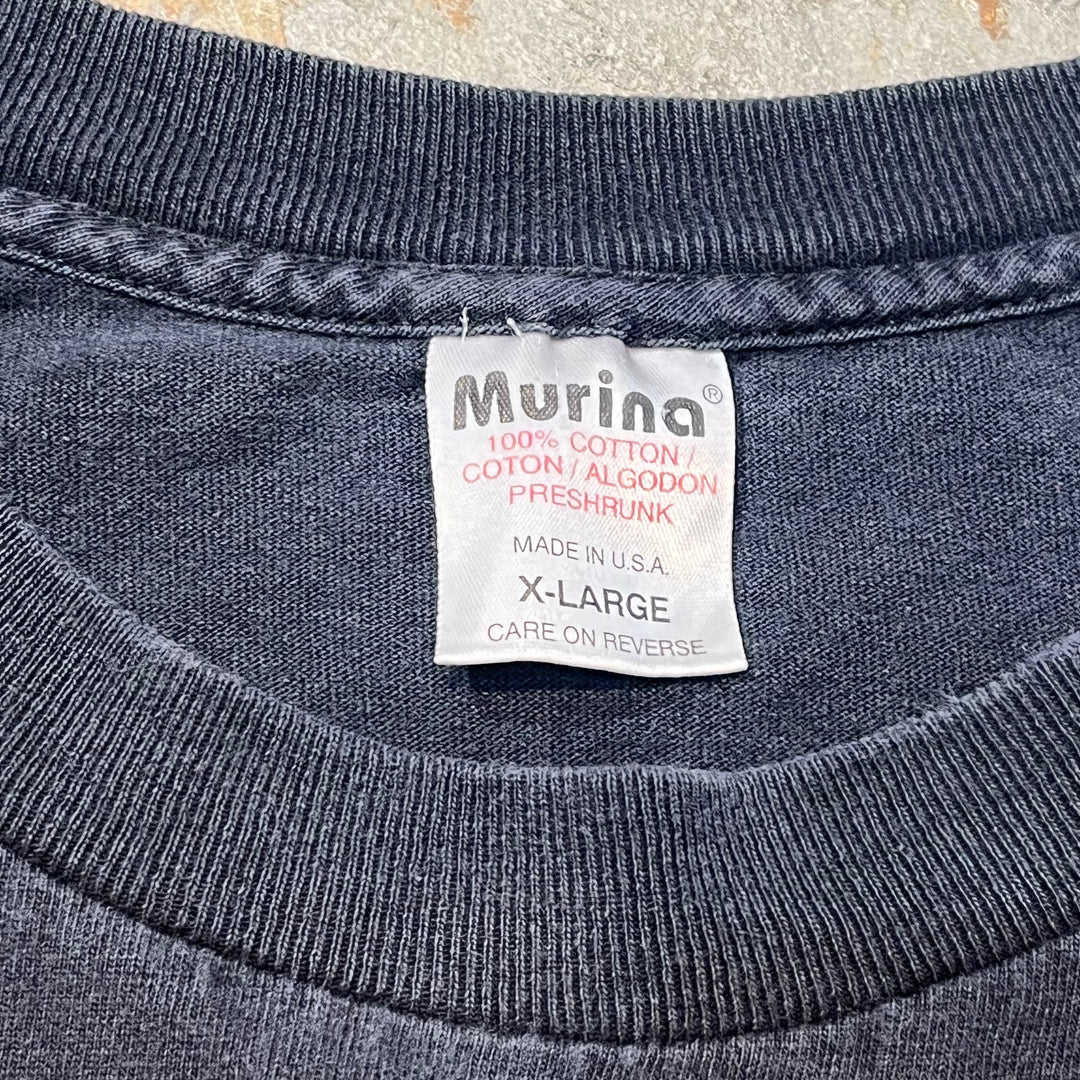 Murina®
100% COTTON /
COTON / ALGODON
PRESHRUNK
MADE IN U.S.A.
X-LARGE
CARE ON REVERSE